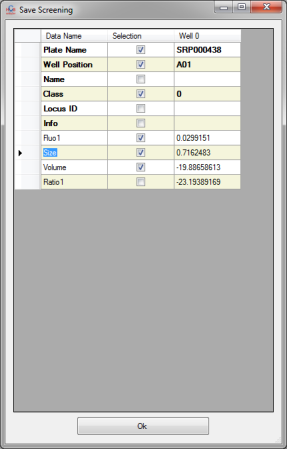 Save Screening
Data Name Selection Well 0
Plate Name SRP000438
Well Position A01
Name
Class 0
Locus ID
Info
Fluo1 0.0299151
Size 0.7162483
Volume -19.88658613
Ratio1 -23.19389169
Ok